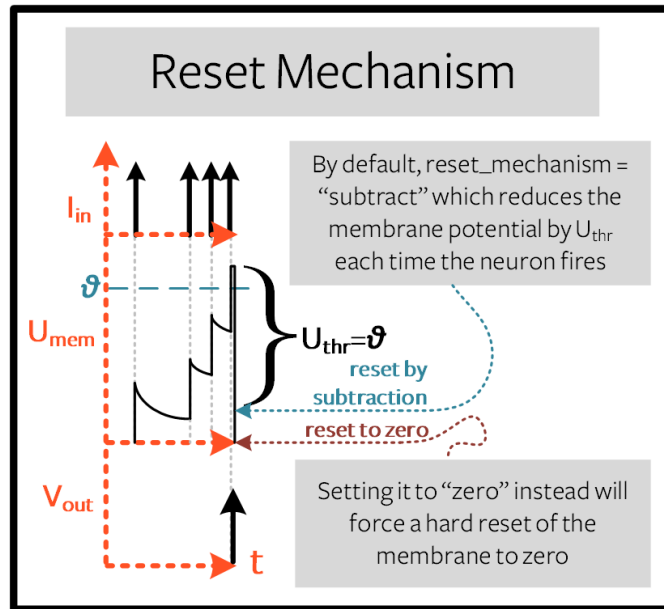 Reset Mechanism
By default, reset_mechanism =
“subtract” which reduces the
membrane potential by Uthr
each time the neuron fires
Iin
ϑ
Umem
Uthr=ϑ
reset by
subtraction
reset to zero
Vout
t
Setting it to “zero” instead will
force a hard reset of the
membrane to zero